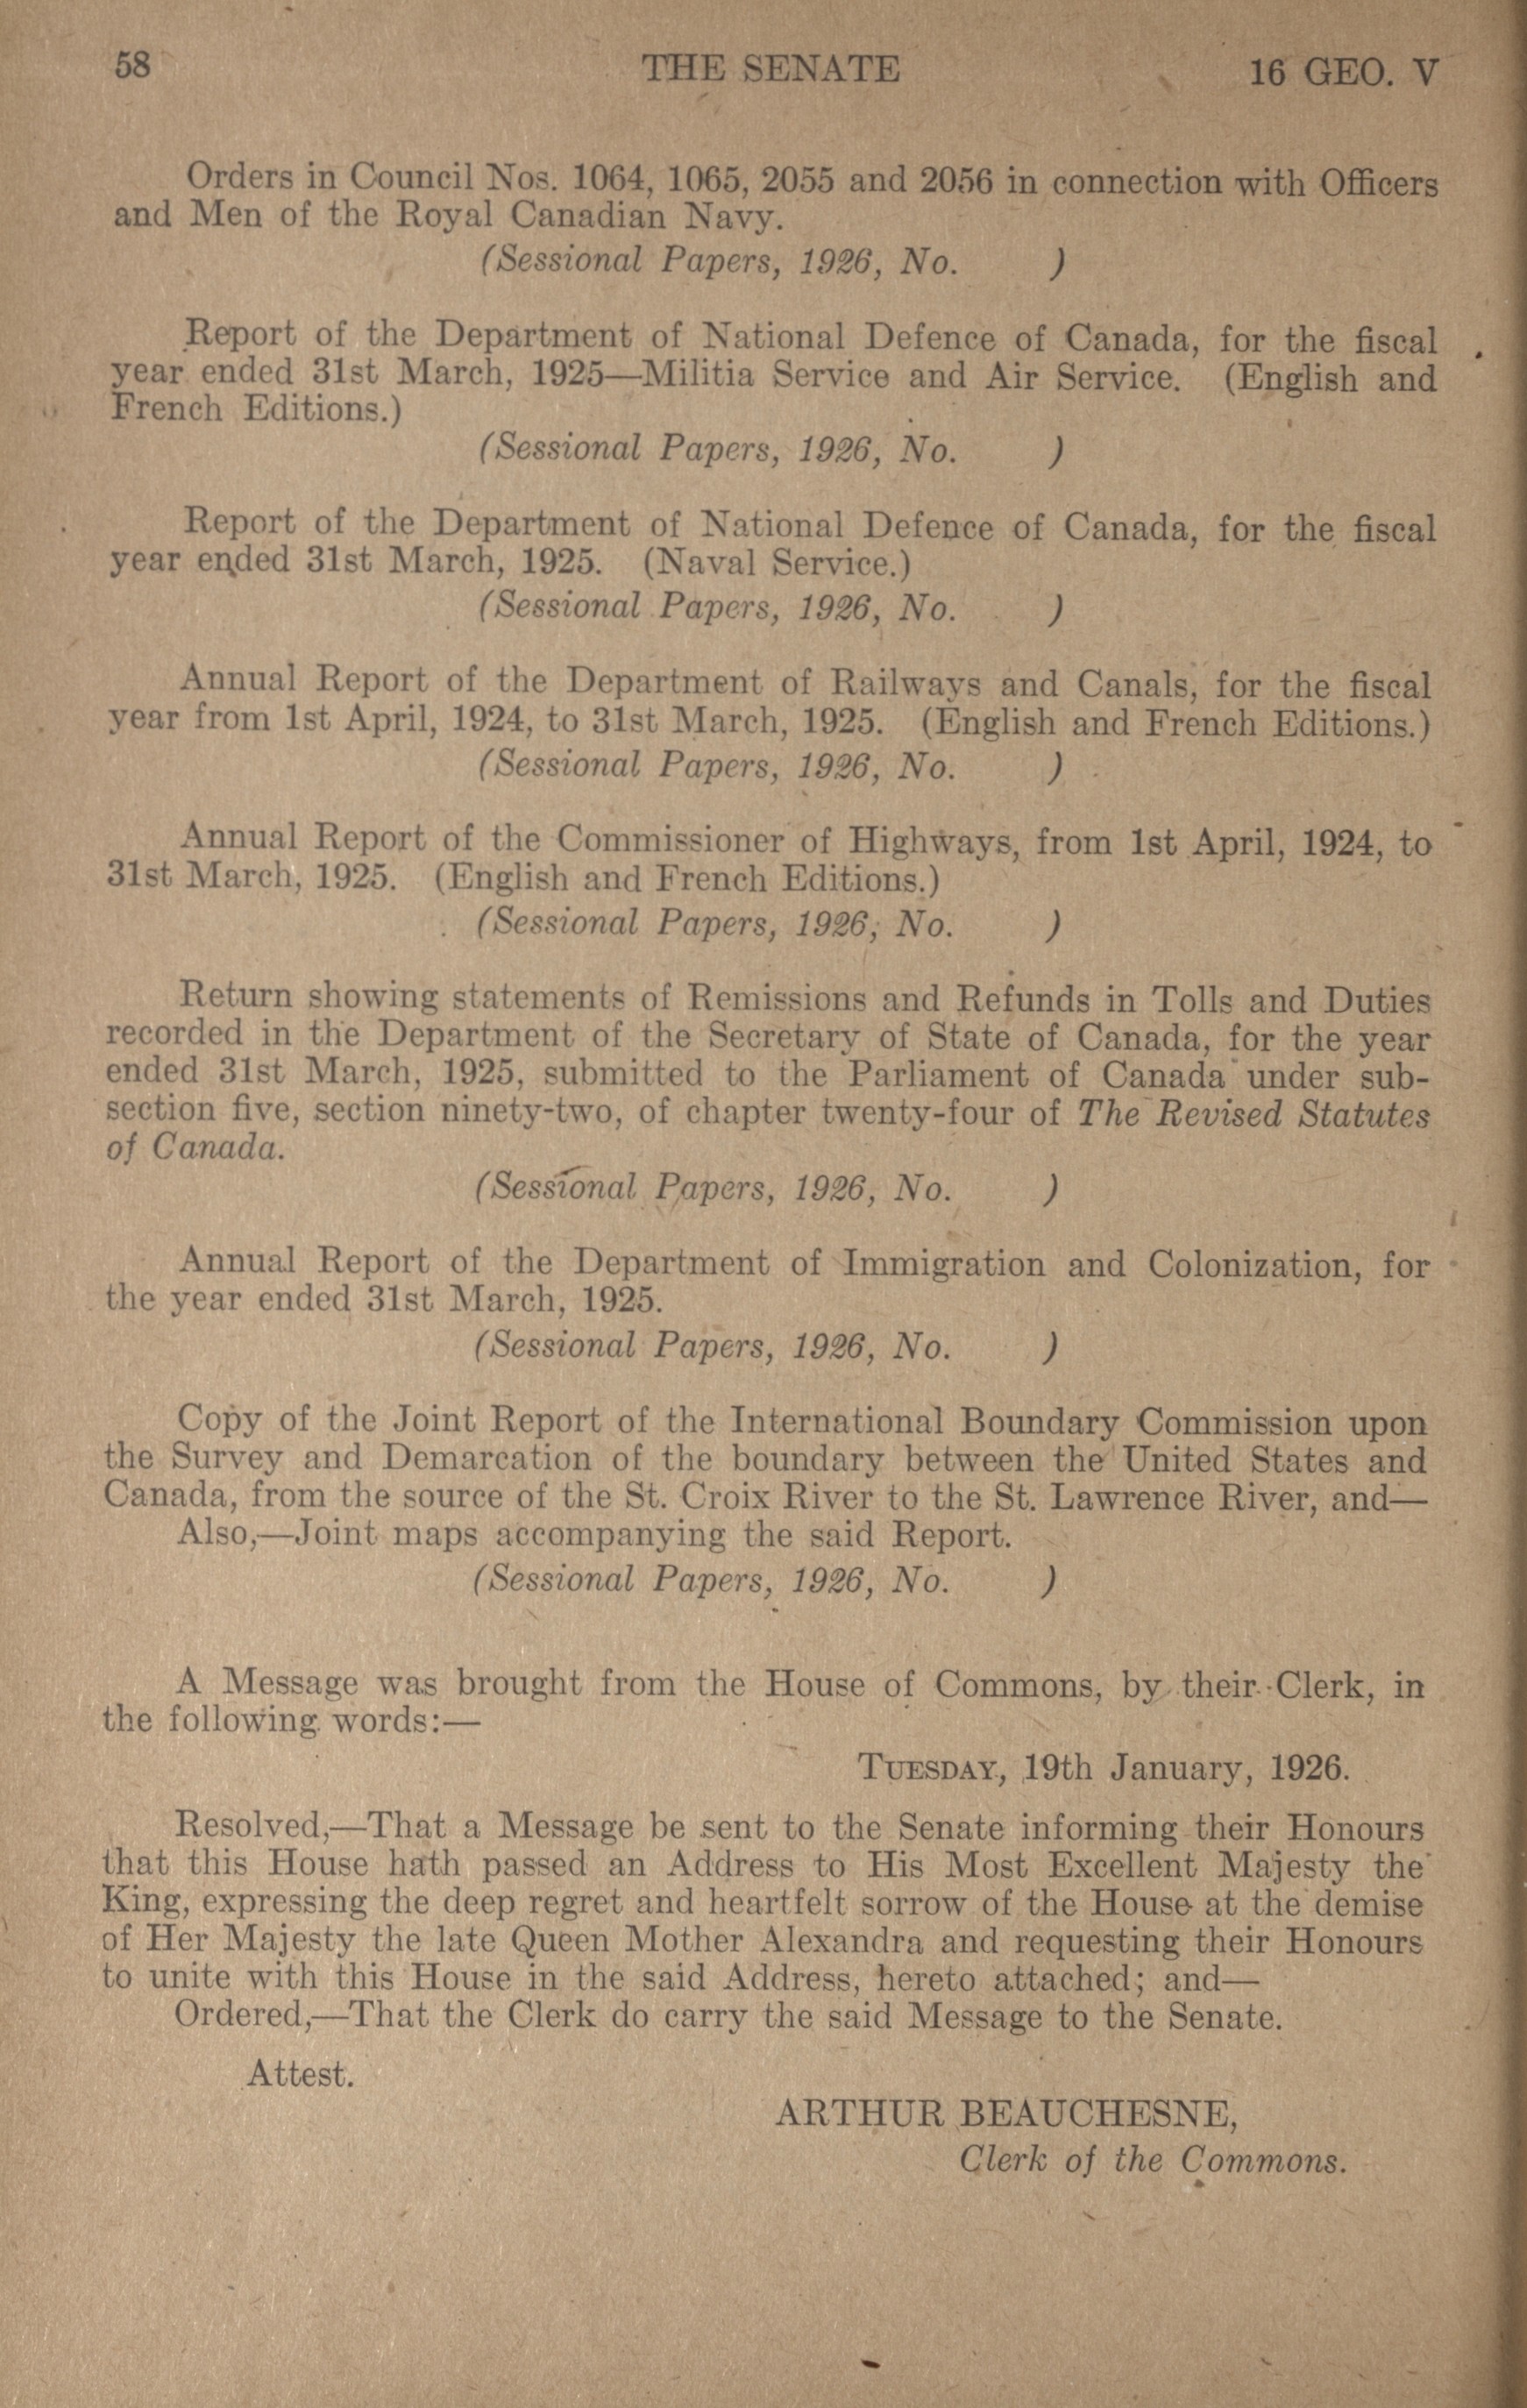 58 THE SENATE 16 GEO. V
Orders in Council Nos. 1064, 1065, 2055 and 2056 in connection with Officers
and Men of the Royal Canadian Navy.
(Sessional Papers, 1926, No. )
Report of the Department of National Defence of Canada, for the fiscal
year ended 31st March, 1925—Militia Service and Air Service. (English and
French Editions.)
(Sessional Papers, 1926, No. )
Report of the Department of National Defence of Canada, for the fiscal
year ended 31st March, 1925. (Naval Service.)
(Sessional Papers, 1926, No. )
Annual Report of the Department of Railways and Canals, for the fiscal
year from 1st April, 1924, to 31st March, 1925. (English and French Editions.)
(Sessional Papers, 1926, No. )
Annual Report of the Commissioner of Highways, from 1st April, 1924, to
31st March, 1925. (English and French Editions.)
(Sessional Papers, 1926, No. )
Return showing statements of Remissions and Refunds in Tolls and Duties
recorded in the Department of the Secretary of State of Canada, for the year
ended 31st March, 1925, submitted to the Parliament of Canada under sub-
section five, section ninety-two, of chapter twenty-four of The Revised Statutes
of Canada.
(Sessional Papers, 1926, No. )
Annual Report of the Department of Immigration and Colonization, for
the year ended 31st March, 1925.
(Sessional Papers, 1926, No. )
Copy of the Joint Report of the International Boundary Commission upon
the Survey and Demarcation of the boundary between the United States and
Canada, from the source of the St. Croix River to the St. Lawrence River, and—
Also,—Joint maps accompanying the said Report.
(Sessional Papers, 1926, No. )
A Message was brought from the House of Commons, by their Clerk, in
the following words:—
TUESDAY, 19th January, 1926.
Resolved,—That a Message be sent to the Senate informing their Honours
that this House hath passed an Address to His Most Excellent Majesty the
King, expressing the deep regret and heartfelt sorrow of the House at the demise
of Her Majesty the late Queen Mother Alexandra and requesting their Honours
to unite with this House in the said Address, hereto attached; and—
Ordered,—That the Clerk do carry the said Message to the Senate.
Attest.
ARTHUR BEAUCHESNE,
Clerk of the Commons.